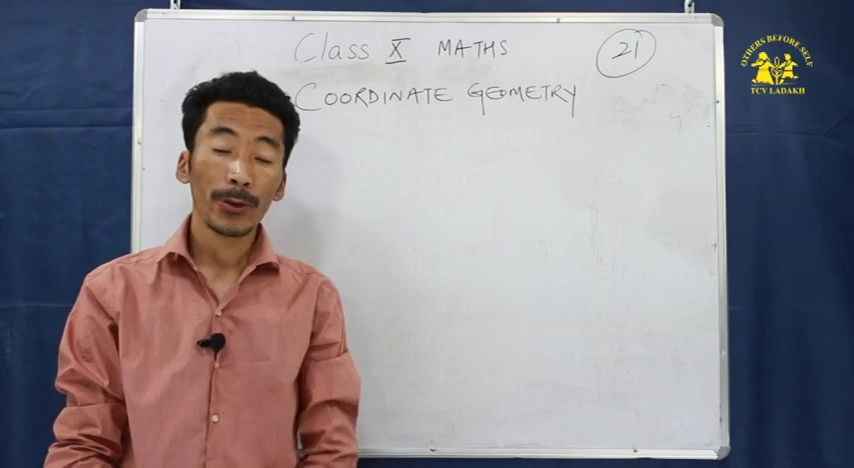 Class X MATHS 21
COORDINATE GEOMETRY
OTHERS BEFORE SELF
TCV LADAKH